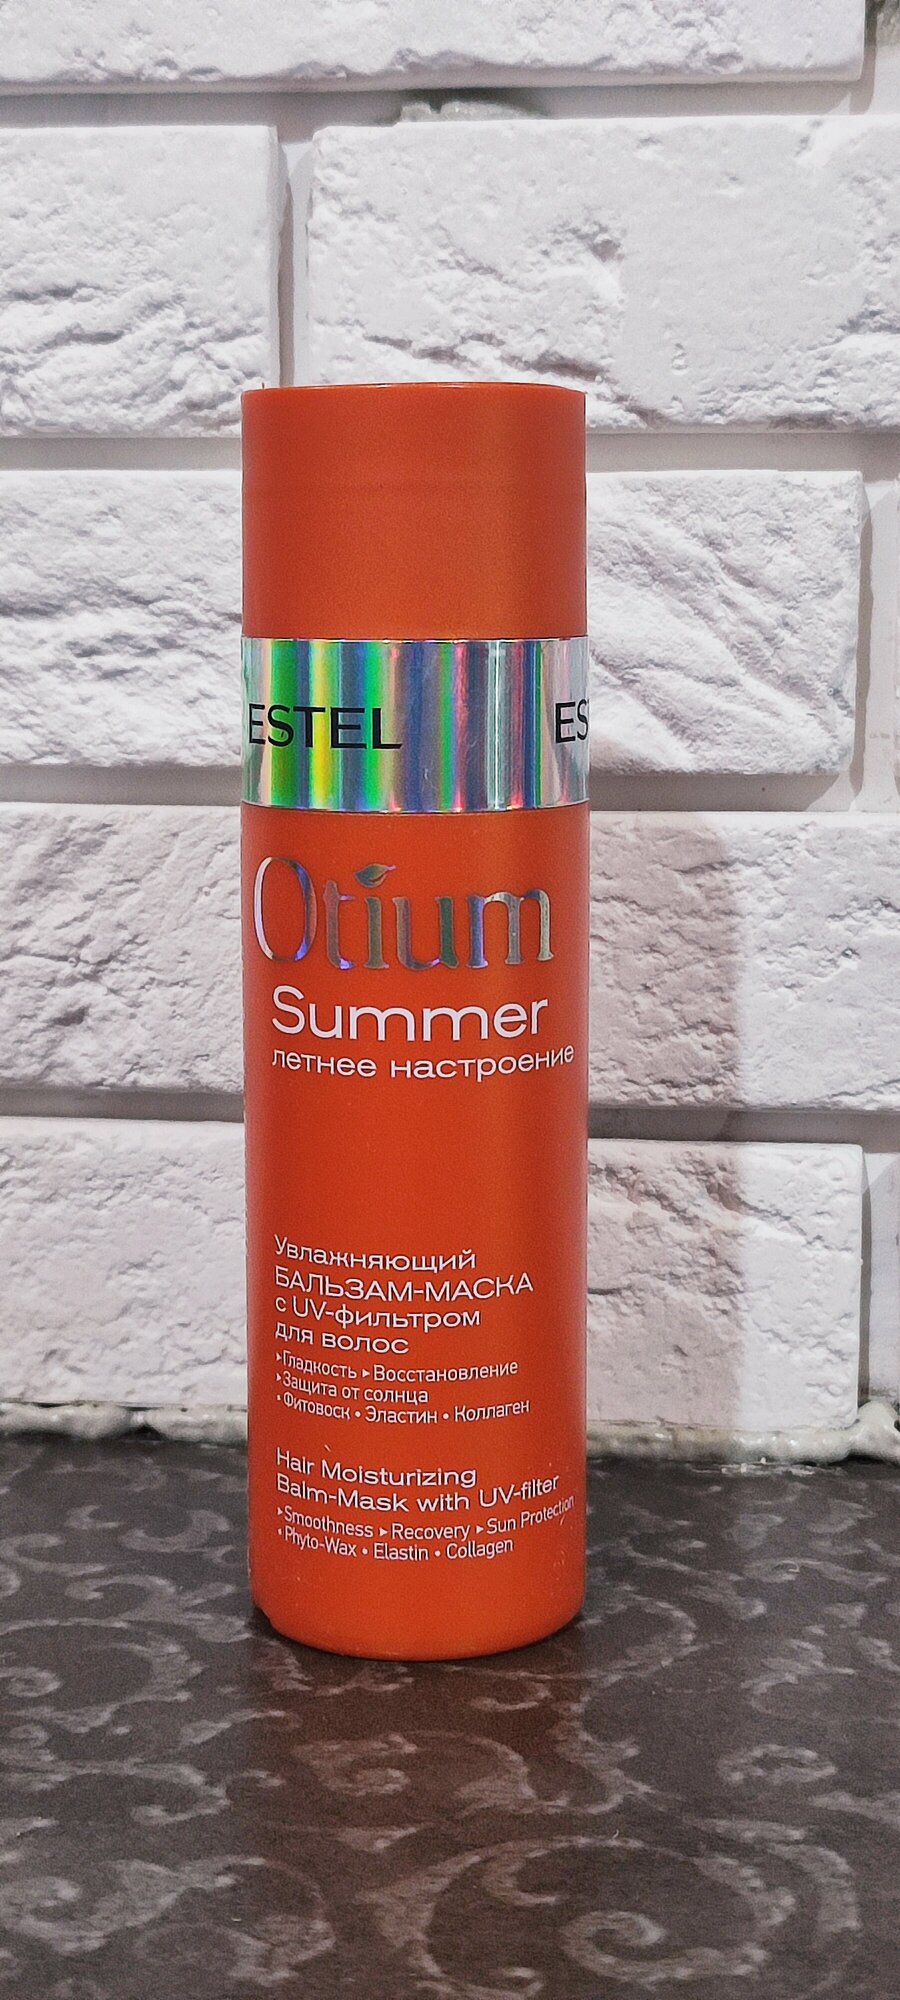 ESTEL ES
Otium
Summer
летнее настроение
Увлажняющий
БАЛЬЗАМ-МАСКА
с UV-фильтром
для волос
▸Гладкость ▸Восстановление
▸Защита от солнца
• Фитовоск • Эластин • Коллаген
Hair Moisturizing
Balm-Mask with UV-filter
▸Smoothness ▸Recovery ▸Sun Protection
• Phyto-Wax • Elastin • Collagen